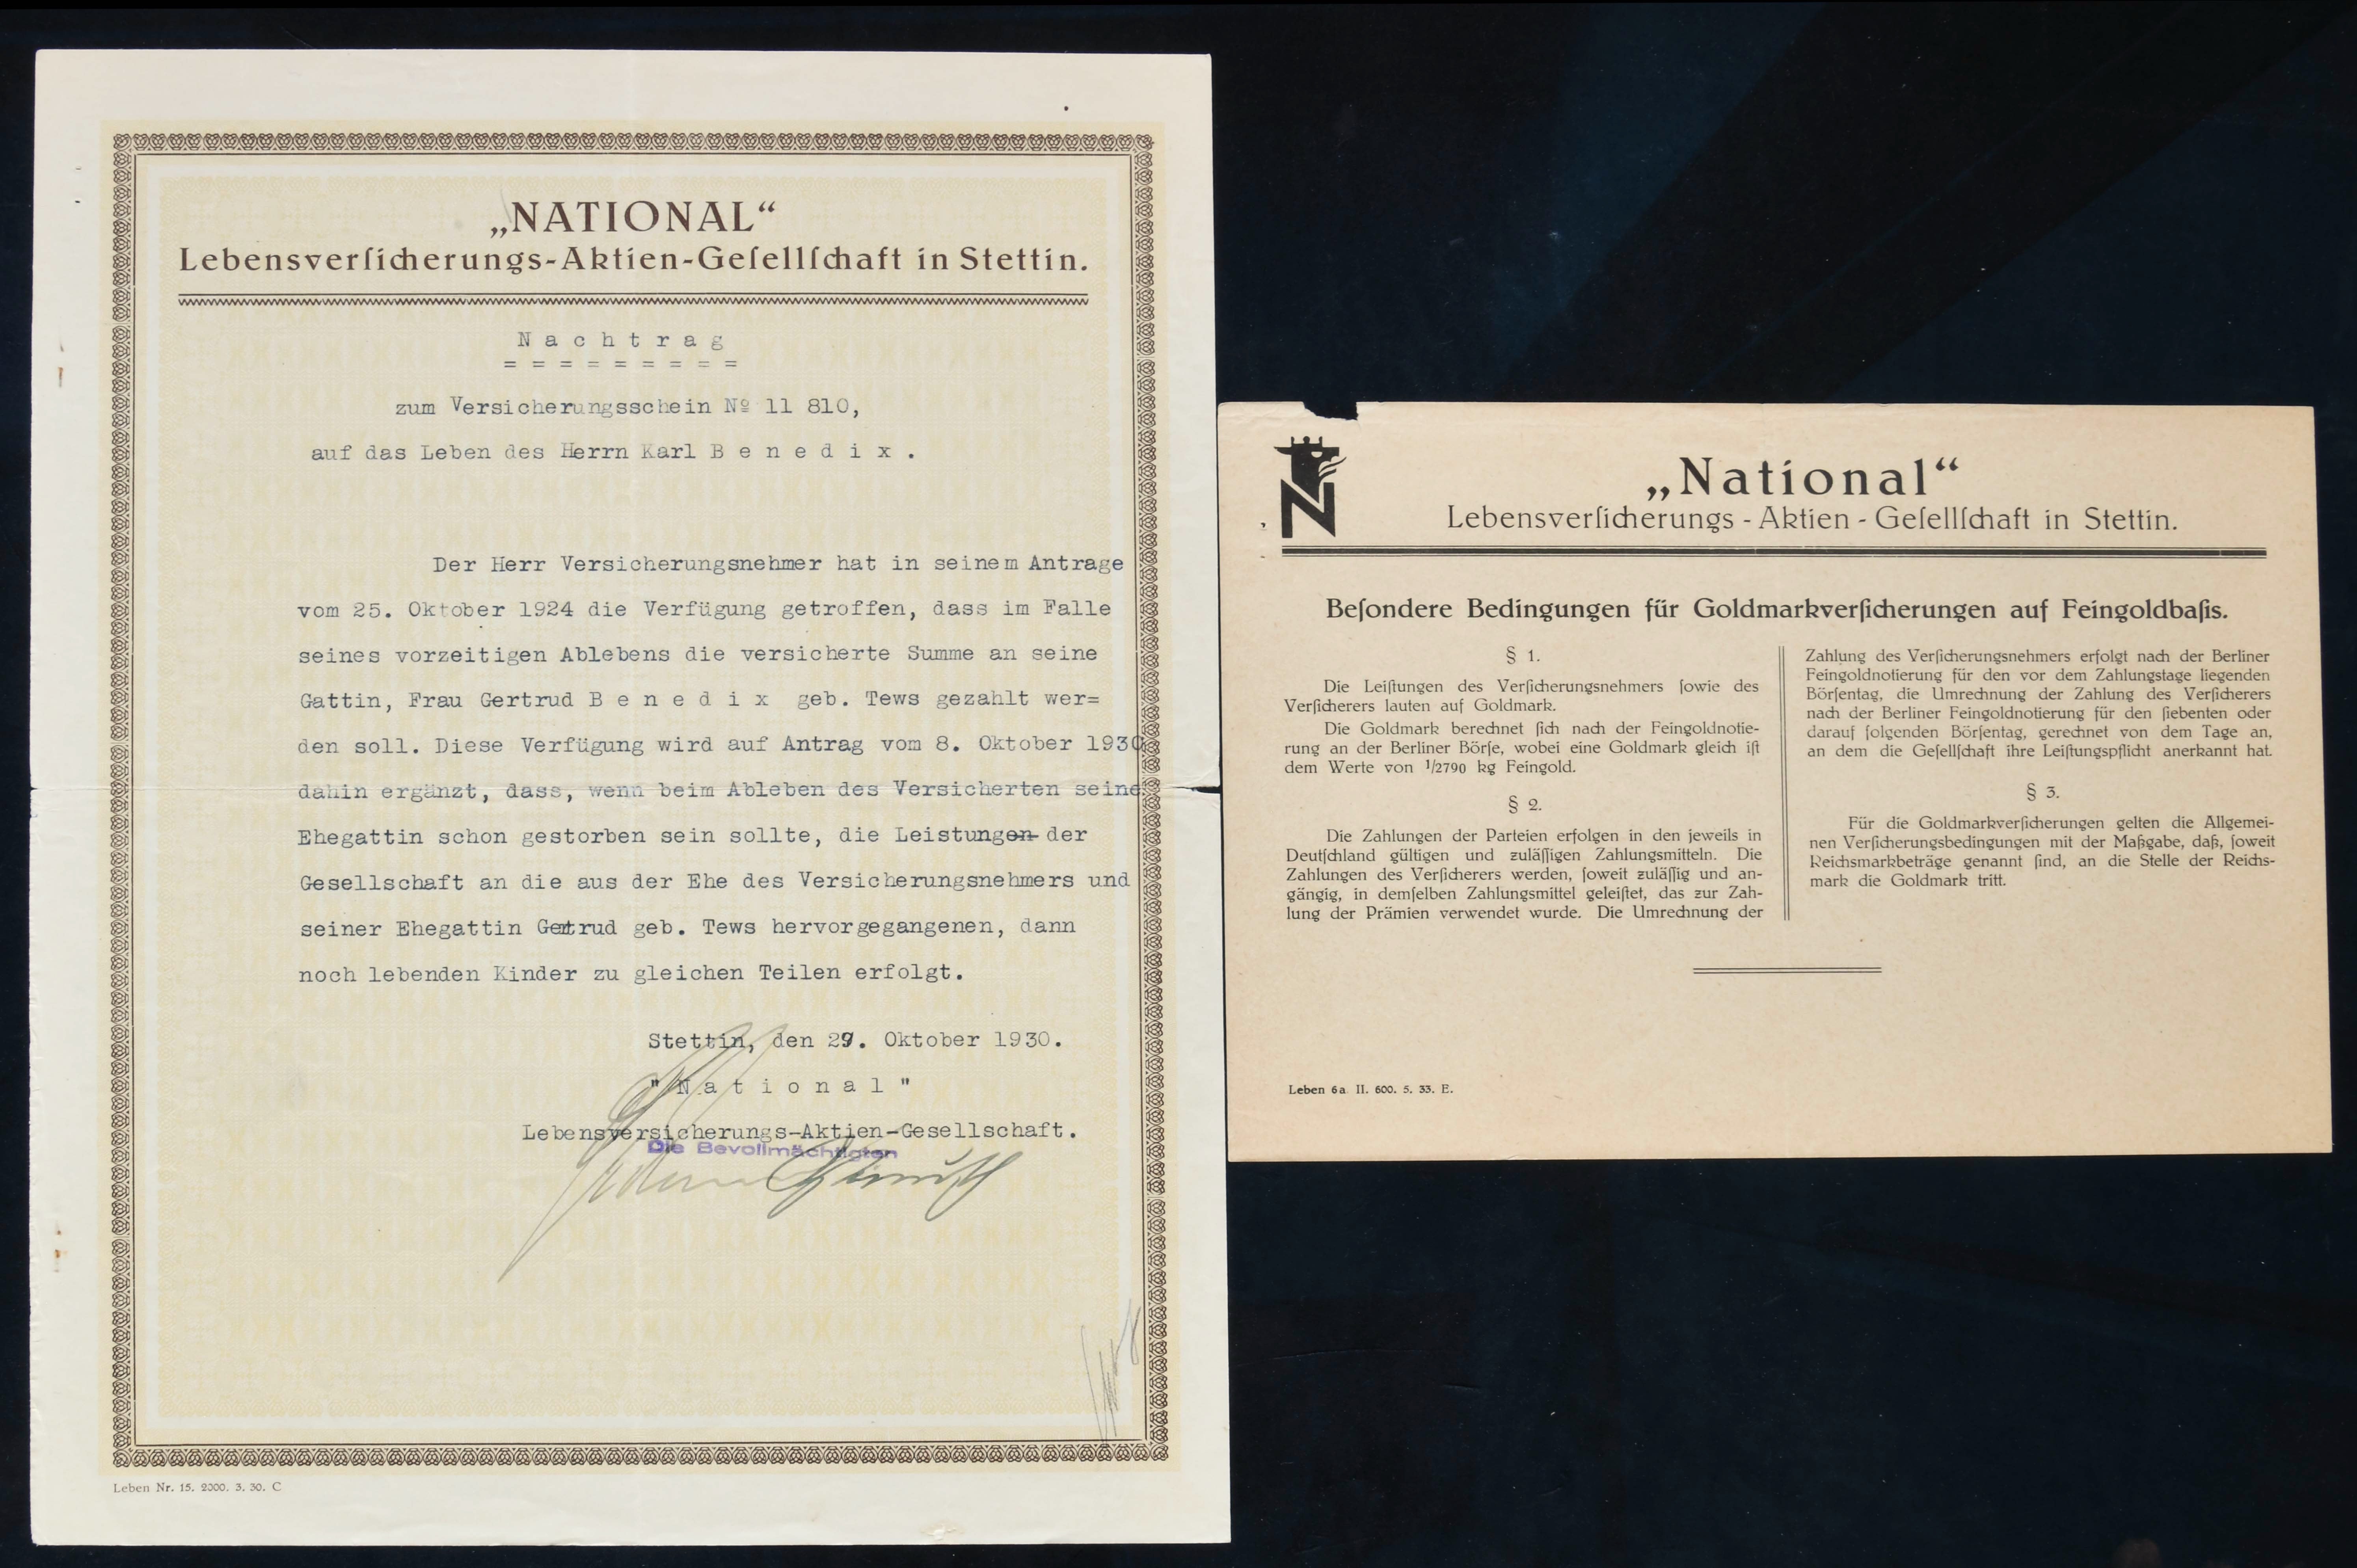 „NATIONAL“
Lebensverſicherungs-Aktien-Geſellſchaft in Stettin.
N a c h t r a g
= = = = = = = = =
zum Versicherungsschein Nº 11 810,
auf das Leben des Herrn Karl B e n e d i x .
Der Herr Versicherungsnehmer hat in seinem Antrage
vom 25. Oktober 1924 die Verfügung getroffen, dass im Falle
seines vorzeitigen Ablebens die versicherte Summe an seine
Gattin, Frau Gertrud B e n e d i x geb. Tews gezahlt wer=
den soll. Diese Verfügung wird auf Antrag vom 8. Oktober 1930
dahin ergänzt, dass, wenn beim Ableben des Versicherten seine
Ehegattin schon gestorben sein sollte, die Leistungen der
Gesellschaft an die aus der Ehe des Versicherungsnehmers und
seiner Ehegattin Gertrud geb. Tews hervorgegangenen, dann
noch lebenden Kinder zu gleichen Teilen erfolgt.
Stettin, den 29. Oktober 1930.
" N a t i o n a l "
Lebensversicherungs-Aktien-Gesellschaft.
Die Bevollmächtigten
Leben Nr. 15. 2000. 3. 30. C
N
„National“
Lebensverſicherungs - Aktien - Geſellſchaft in Stettin.
Beſondere Bedingungen für Goldmarkverſicherungen auf Feingoldbaſis.
§ 1.
Die Leiſtungen des Verſicherungsnehmers ſowie des
Verſicherers lauten auf Goldmark.
Die Goldmark berechnet ſich nach der Feingoldnotie-
rung an der Berliner Börſe, wobei eine Goldmark gleich iſt
dem Werte von 1/2790 kg Feingold.
§ 2.
Die Zahlungen der Parteien erfolgen in den jeweils in
Deutſchland gültigen und zuläſſigen Zahlungsmitteln. Die
Zahlungen des Verſicherers werden, ſoweit zuläſſig und an-
gängig, in demſelben Zahlungsmittel geleiſtet, das zur Zah-
lung der Prämien verwendet wurde. Die Umrechnung der
Zahlung des Verſicherungsnehmers erfolgt nach der Berliner
Feingoldnotierung für den vor dem Zahlungstage liegenden
Börſentag, die Umrechnung der Zahlung des Verſicherers
nach der Berliner Feingoldnotierung für den ſiebenten oder
darauf folgenden Börſentag, gerechnet von dem Tage an,
an dem die Geſellſchaft ihre Leiſtungspflicht anerkannt hat.
§ 3.
Für die Goldmarkverſicherungen gelten die Allgemei-
nen Verſicherungsbedingungen mit der Maßgabe, daß, ſoweit
Reichsmarkbeträge genannt ſind, an die Stelle der Reichs-
mark die Goldmark tritt.
Leben 6a II. 600. 5. 33. E.